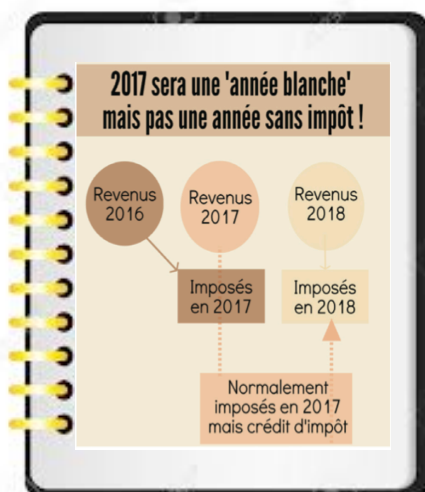 2017 sera une 'année blanche'
mais pas une année sans impôt !
Revenus
2016
Revenus
2017
Revenus
2018
Imposés
en 2017
Imposés
en 2018
Normalement
imposés en 2017
mais crédit d'impôt